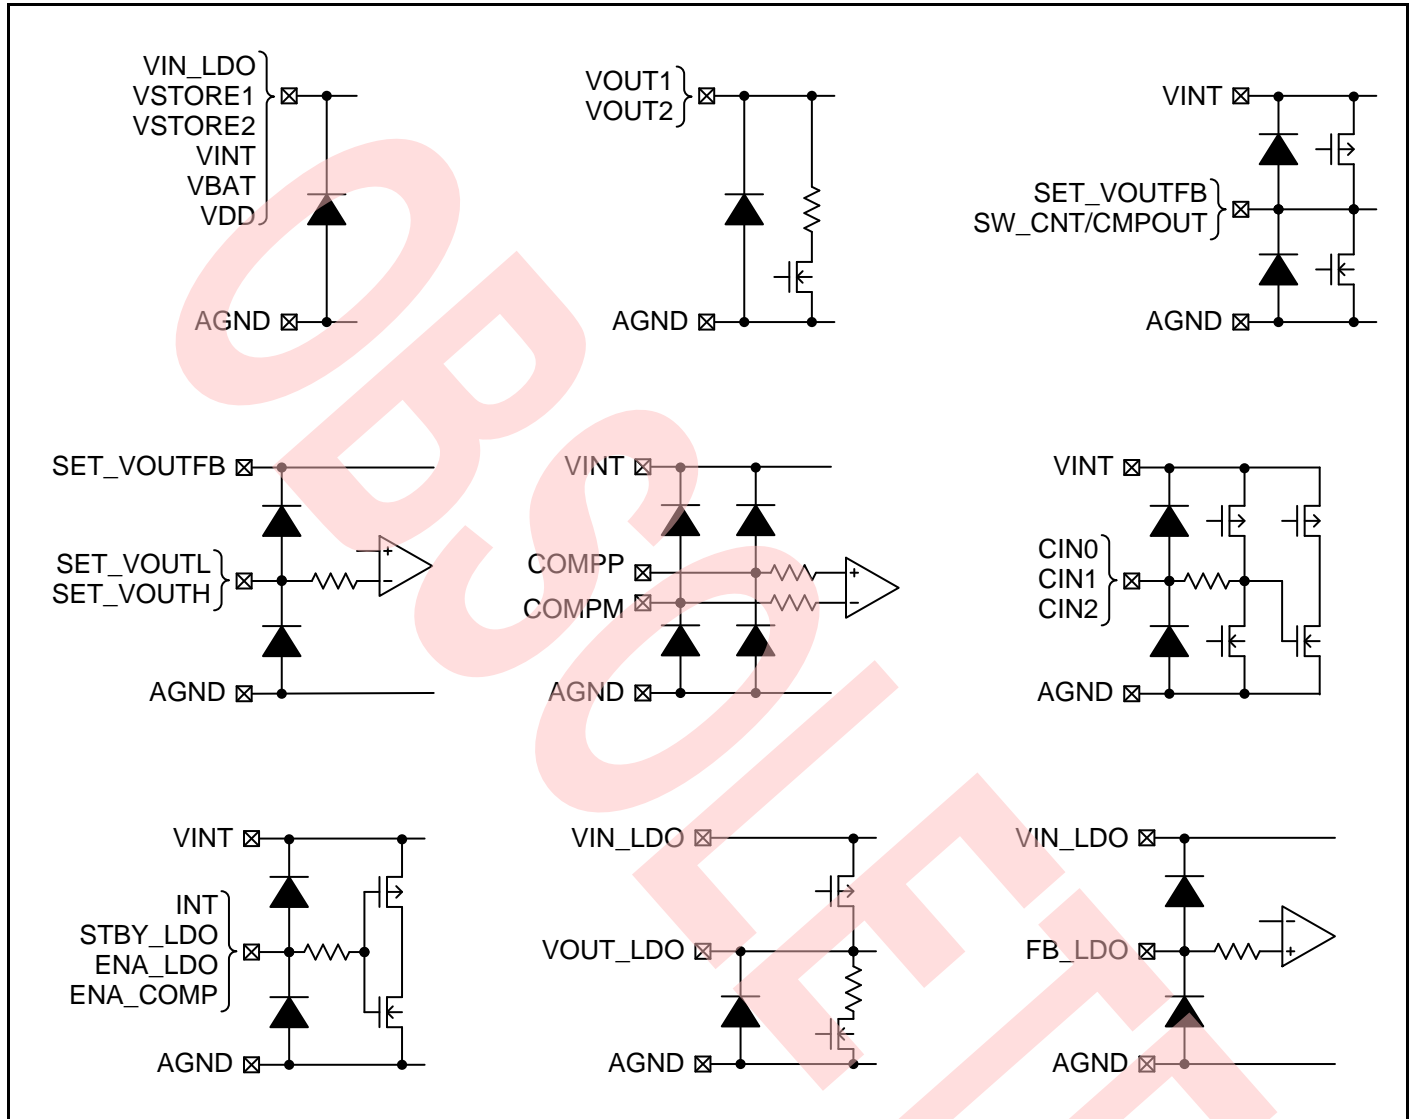 VIN_LDO
VSTORE1
VSTORE2
VINT
VBAT
VDD
AGND
VOUT1
VOUT2
AGND
VINT
SET_VOUTFB
SW_CNT/CMPOUT
AGND
SET_VOUTFB
SET_VOUTL
SET_VOUTH
AGND
VINT
COMPP
COMPM
AGND
VINT
CIN0
CIN1
CIN2
AGND
VINT
INT
STBY_LDO
ENA_LDO
ENA_COMP
AGND
VIN_LDO
VOUT_LDO
AGND
VIN_LDO
FB_LDO
AGND
OBSOLET